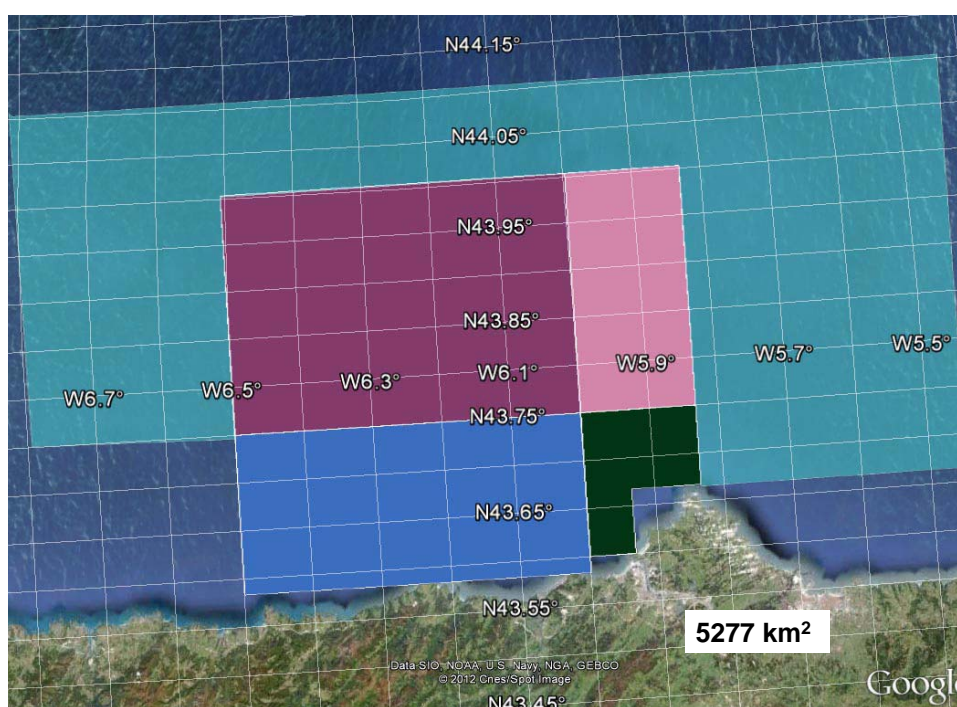 N44.15°
N44.05°
N43.95°
N43.85°
W5.5°
W5.7°
W5.9°
W6.1°
W6.3°
W6.5°
W6.7°
N43.75°
N43.65°
N43.55°
5277 km²
Data SIO, NOAA, U.S. Navy, NGA, GEBCO
© 2012 Cnes/Spot Image
Google
N43.45°